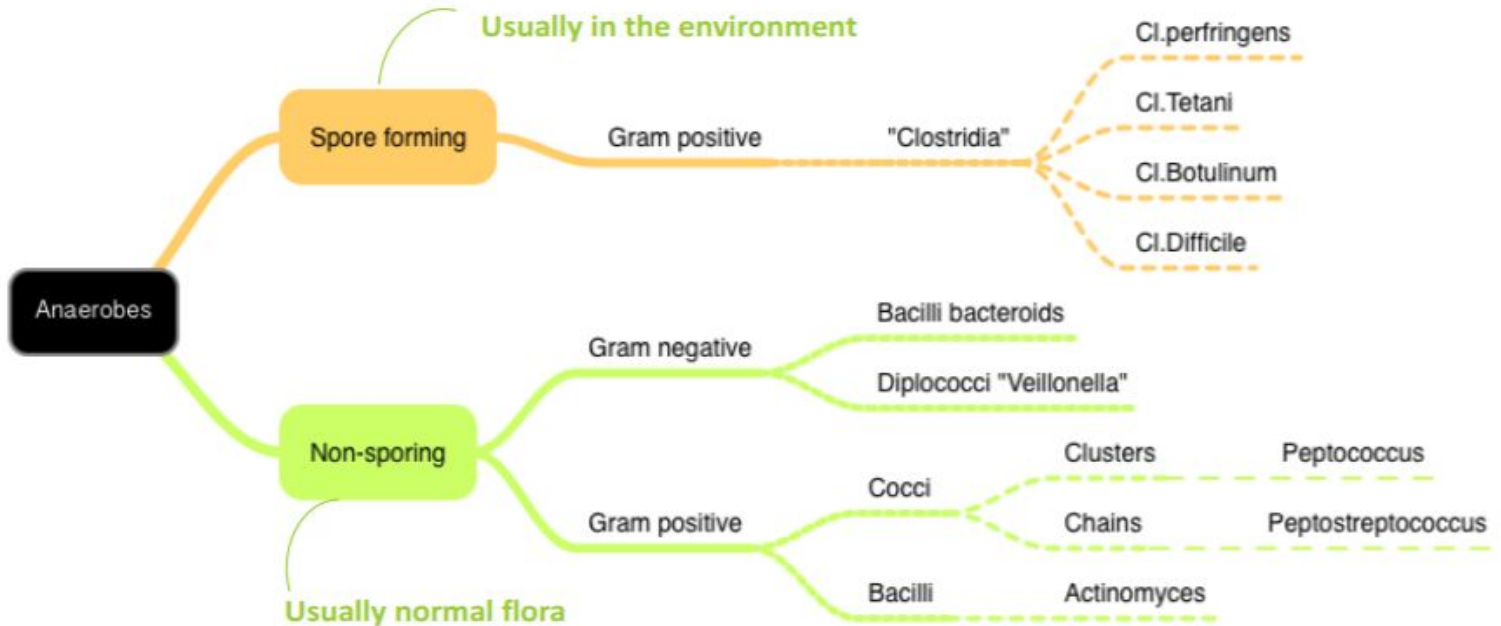 Usually in the environment
Cl.perfringens
Cl.Tetani
Spore forming
Gram positive
"Clostridia"
Cl.Botulinum
Cl.Difficile
Anaerobes
Bacilli bacteroids
Gram negative
Diplococci "Veillonella"
Non-sporing
Clusters
Peptococcus
Cocci
Gram positive
Chains
Peptostreptococcus
Bacilli
Actinomyces
Usually normal flora